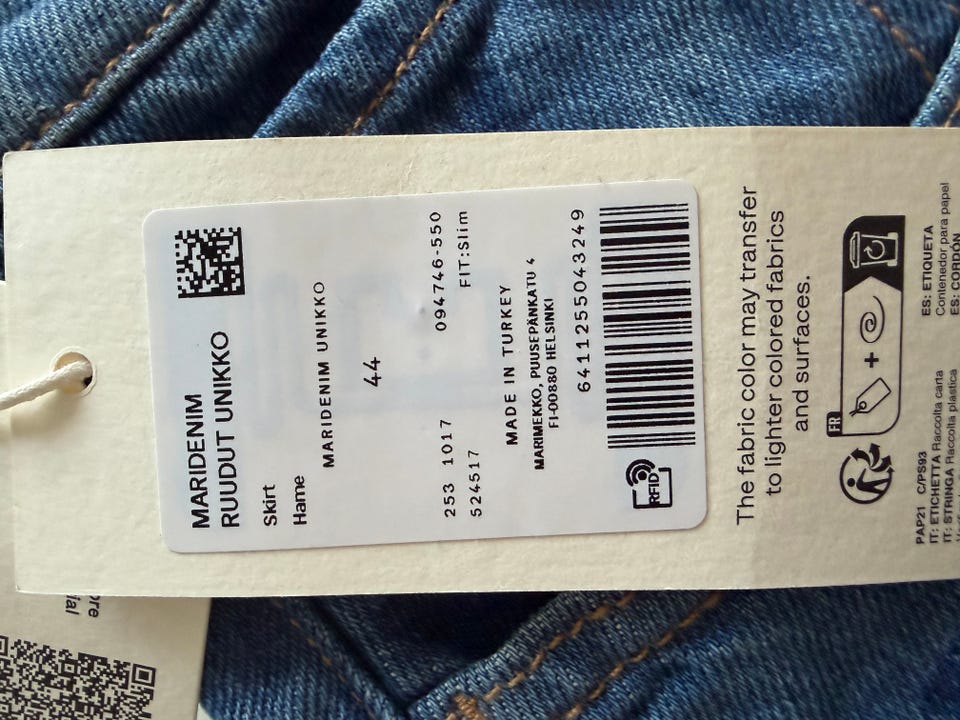 MARIDENIM
RUUDUT UNIKKO
Skirt
Hame
MARIDENIM UNIKKO
44
094746-550
253 1017
FIT:Slim
524517
MADE IN TURKEY
MARIMEKKO, PUUSEPÄNKATU 4
FI-00880 HELSINKI
6411255043249
RFID
The fabric color may transfer
to lighter colored fabrics
and surfaces.
FR
PAP21 C/PS93
IT: ETICHETTA Raccolta carta
IT: STRINGA Raccolta plastica
ES: ETIQUETA
Contenedor para papel
ES: CORDÓN